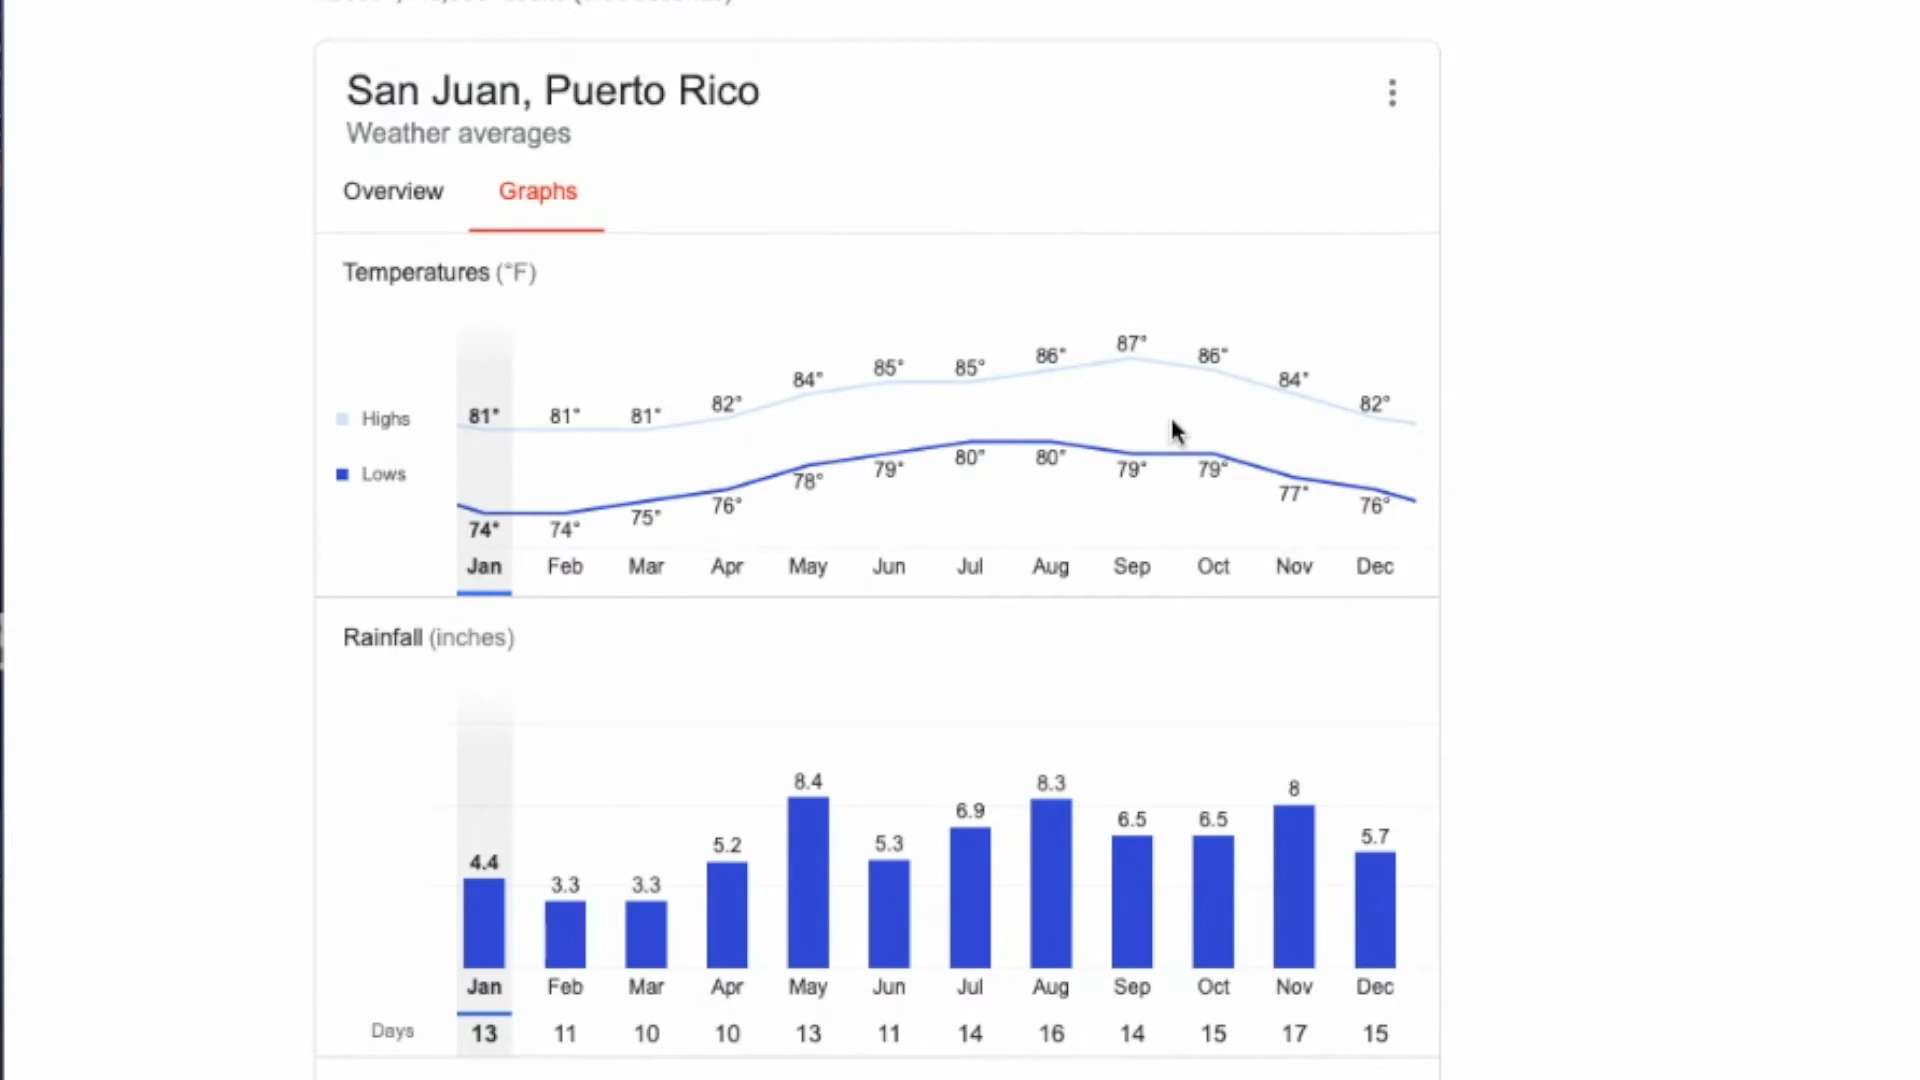 San Juan, Puerto Rico
Weather averages
Overview Graphs
Temperatures (°F)
81° 81° 81° 82° 84° 85° 85° 86° 87° 86° 84° 82°
Highs
Lows
74° 74° 75° 76° 78° 79° 80° 80° 79° 79° 77° 76°
Jan Feb Mar Apr May Jun Jul Aug Sep Oct Nov Dec
Rainfall (inches)
4.4 3.3 3.3 5.2 8.4 5.3 6.9 8.3 6.5 6.5 8 5.7
Jan Feb Mar Apr May Jun Jul Aug Sep Oct Nov Dec
Days 13 11 10 10 13 11 14 16 14 15 17 15